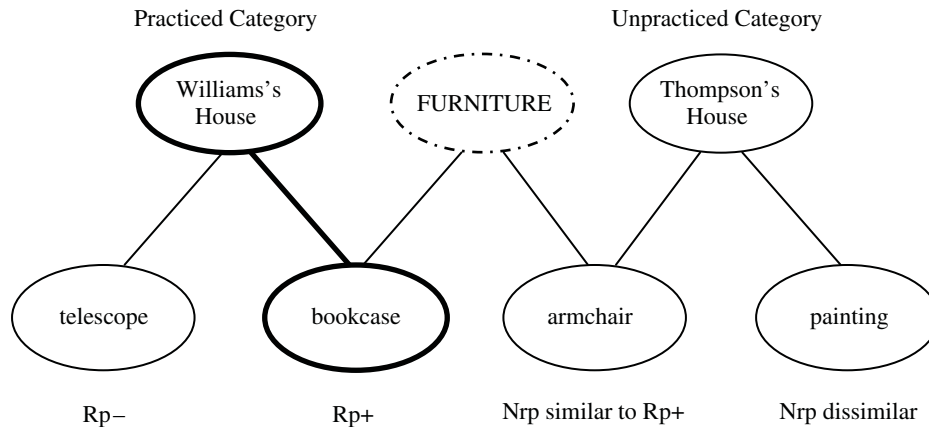 Practiced Category
Unpracticed Category
Williams's
House
FURNITURE
Thompson's
House
telescope
bookcase
armchair
painting
Rp–
Rp+
Nrp similar to Rp+
Nrp dissimilar